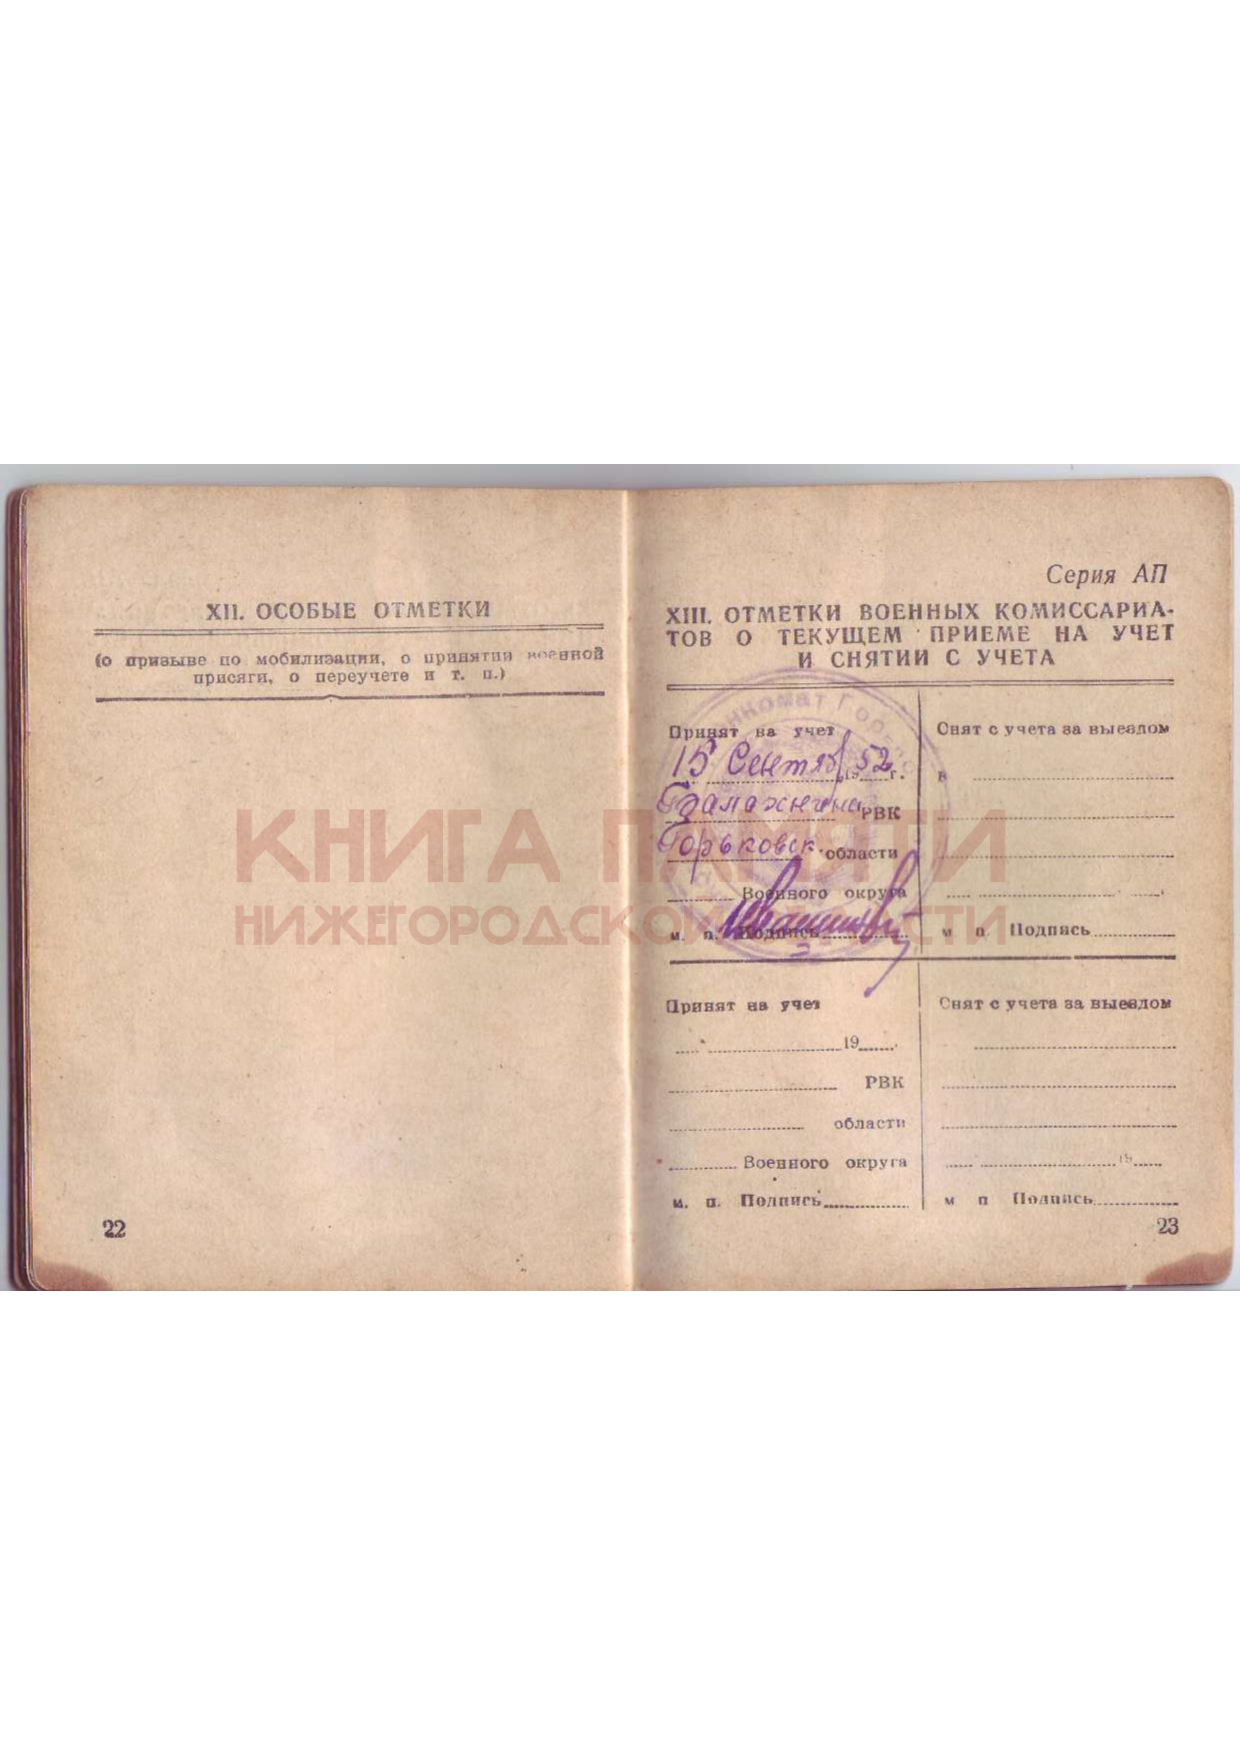 XII. ОСОБЫЕ ОТМЕТКИ
(о призыве по мобилизации, о принятии военной
присяги, о переучете и т. п.)
22
Серия АП
XIII. ОТМЕТКИ ВОЕННЫХ КОМИССАРИА-
ТОВ О ТЕКУЩЕМ ПРИЕМЕ НА УЧЕТ
И СНЯТИИ С УЧЕТА
Принят на учет
15 Сентяб 1952 г.
РВК
Горьковск. области
Военного округа
м. п. Подпись
Снят с учета за выездом
в
м п Подпись
Принят на учет
19
РВК
области
Военного округа
м. п. Подпись
Снят с учета за выездом
19
м п Подпись
23
КНИГА ПАМЯТИ
НИЖЕГОРОДСКОЙ ОБЛАСТИ